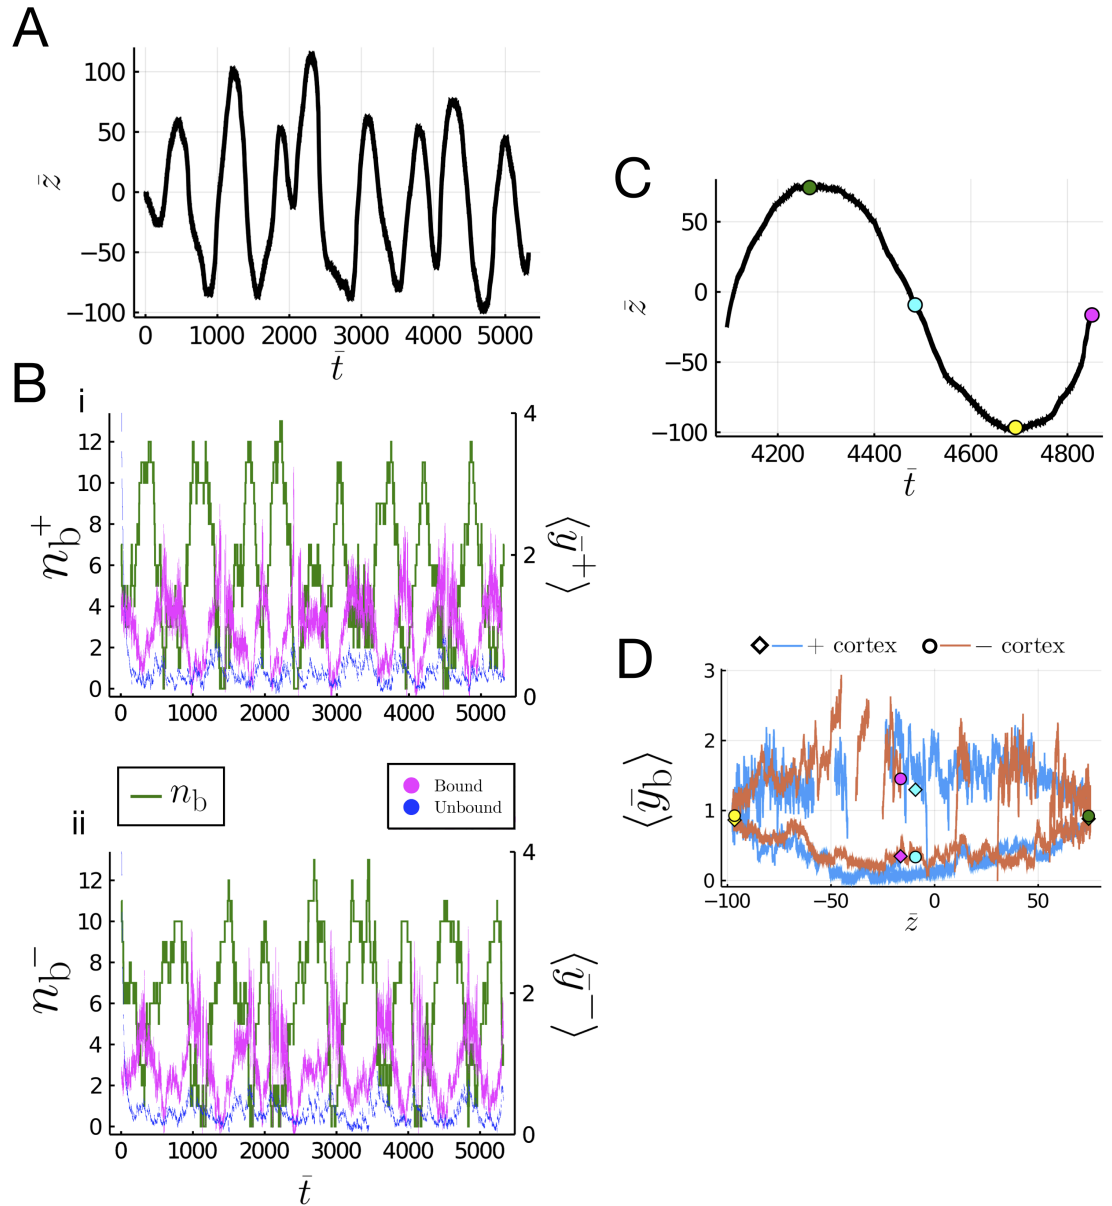 A
100
50
0
−50
−100
z̄
0 1000 2000 3000 4000 5000
t̄
B
i
12
10
8
6
4
2
0
n_b^+
4
2
0
⟨ȳ^+⟩
0 1000 2000 3000 4000 5000
n_b
Bound
Unbound
ii
12
10
8
6
4
2
0
n_b^−
4
2
0
⟨ȳ^−⟩
0 1000 2000 3000 4000 5000
t̄
C
50
0
−50
−100
z̄
4200 4400 4600 4800
t̄
D
+ cortex − cortex
3
2
1
0
⟨ȳ_b⟩
−100 −50 0 50
z̄